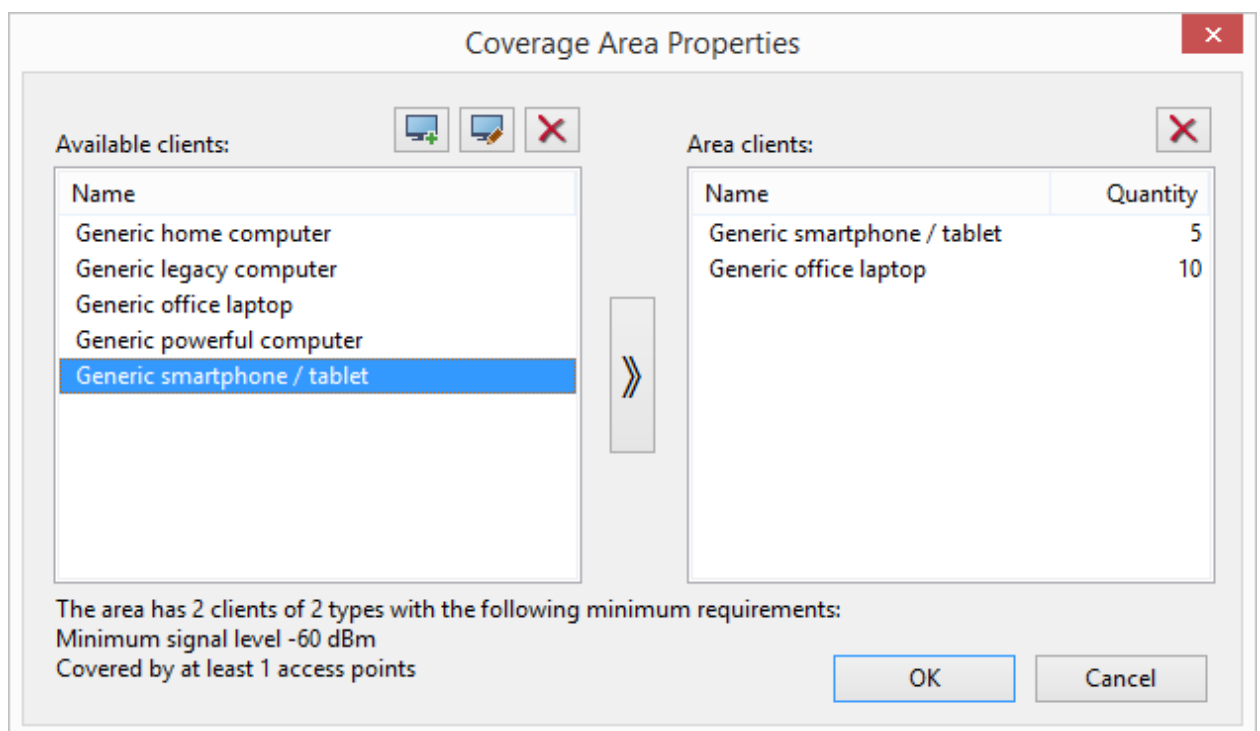 Coverage Area Properties
Available clients:
Area clients:
Name
Generic home computer
Generic legacy computer
Generic office laptop
Generic powerful computer
Generic smartphone / tablet
Name Quantity
Generic smartphone / tablet 5
Generic office laptop 10
The area has 2 clients of 2 types with the following minimum requirements:
Minimum signal level -60 dBm
Covered by at least 1 access points
OK Cancel